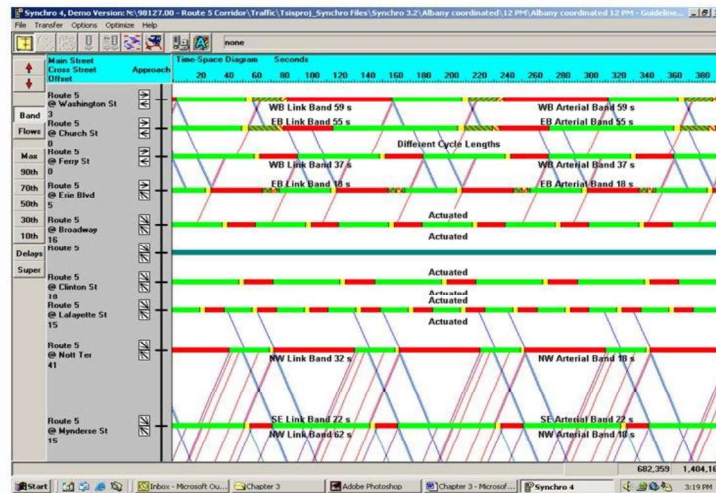 Synchro 4, Demo Version: N:\98127.00 - Route 5 Corridor\Traffic\Tsisproj_Synchro Files\Synchro 3.2\Albany coordinated\12 PM\Albany coordinated 12 PM - Guideline...
File Transfer Options Optimize Help
none
Main Street
Cross Street
Offset
Approach
Time-Space Diagram Seconds
20 40 60 80 100 120 140 160 180 200 220 240 260 280 300 320 340 360 380
Band
Flows
Max
90th
70th
50th
30th
10th
Delays
Super
Route 5
@ Washington St
3
WB Link Band 59 s WB Arterial Band 59 s
EB Link Band 55 s EB Arterial Band 55 s
Route 5
@ Church St
0
Different Cycle Lengths
Route 5
@ Ferry St
0
WB Link Band 37 s WB Arterial Band 37 s
EB Link Band 18 s EB Arterial Band 18 s
Route 5
@ Erie Blvd
5
Actuated Actuated
Route 5
@ Broadway
16
Actuated Actuated
Route 5
Actuated Actuated
Route 5
@ Clinton St
Actuated Actuated
Actuated Actuated
Route 5
@ Lafayette St
15
Actuated Actuated
Route 5
@ Nott Ter
41
NW Link Band 32 s NW Arterial Band 18 s
SE Link Band 22 s SE Arterial Band 22 s
Route 5
@ Mynderse St
15
NW Link Band 62 s NW Arterial Band 18 s
682,359 1,404,16
Start Inbox - Microsoft Ou... Chapter 3 Adobe Photoshop Chapter 3 - Microsof... Synchro 4 3:19 PM